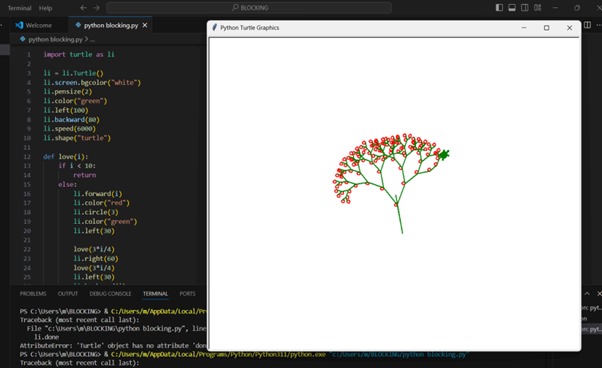 Terminal Help
BLOCKING
Welcome
python blocking.py
python blocking.py > ...
Python Turtle Graphics
1 import turtle as li
2
3 li = li.Turtle()
4 li.screen.bgcolor("white")
5 li.pensize(2)
6 li.color("green")
7 li.left(100)
8 li.backward(80)
9 li.speed(6000)
10 li.shape("turtle")
11
12 def love(i):
13 if i < 10:
14 return
15 else:
16 li.forward(i)
17 li.color("red")
18 li.circle(3)
19 li.color("green")
20 li.left(30)
21
22 love(3*i/4)
23 li.right(60)
24 love(3*i/4)
25 li.left(30)
PROBLEMS OUTPUT DEBUG CONSOLE TERMINAL PORTS
PS C:\Users\m\BLOCKING> & C:/Users/m/AppData/Local/Pro
Traceback (most recent call last):
File "c:\Users\m\BLOCKING\python blocking.py", line
li.done
AttributeError: 'Turtle' object has no attribute 'don
PS C:\Users\m\BLOCKING> & C:/Users/m/AppData/Local/Programs/Python/Python311/python.exe "c:/Users/m/BLOCKING/python blocking.py"
Traceback (most recent call last):